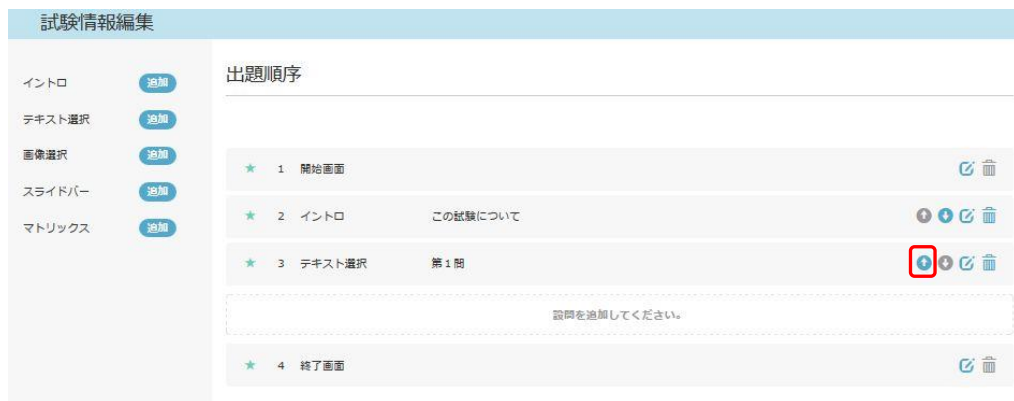 試験情報編集
イントロ 追加
テキスト選択 追加
画像選択 追加
スライドバー 追加
マトリックス 追加
出題順序
1 開始画面
2 イントロ この試験について
3 テキスト選択 第1問
設問を追加してください。
4 終了画面